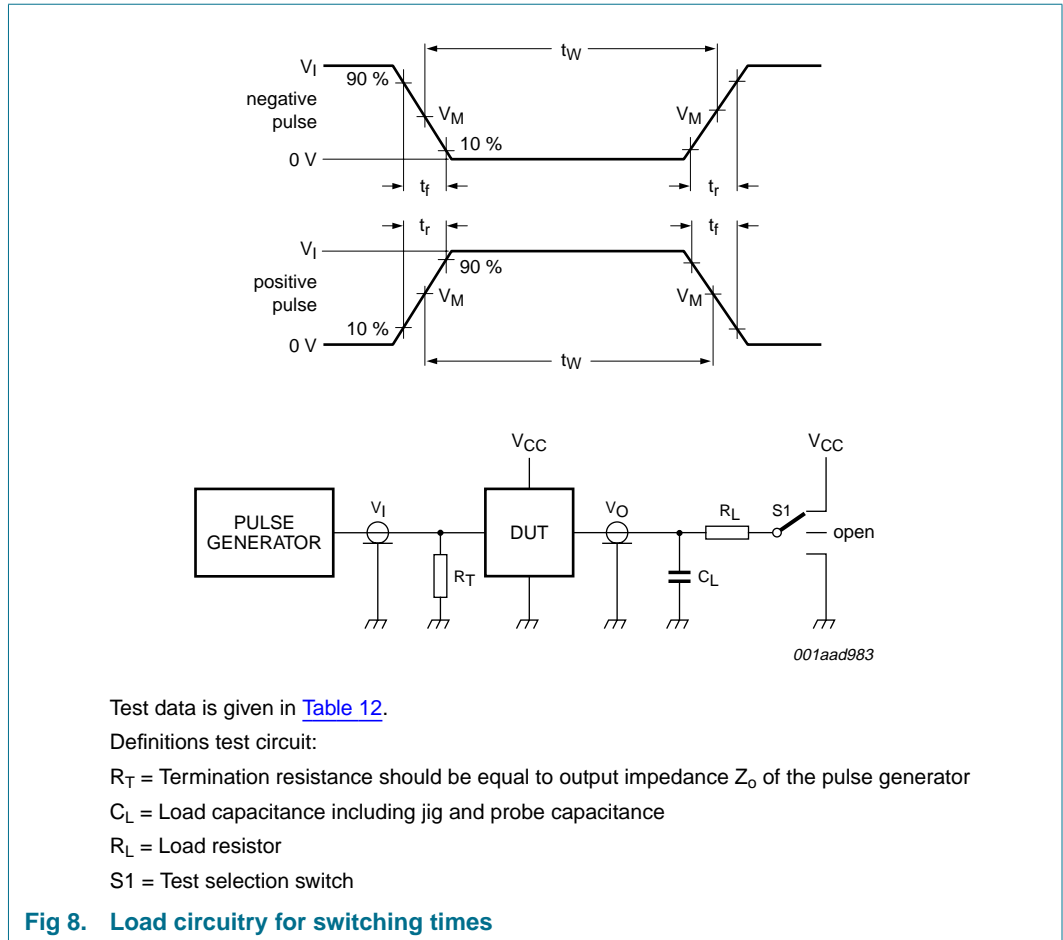 tW
VI
90 %
negative
pulse
VM
VM
10 %
0 V
tf
tr
tr
tf
VI
90 %
positive
pulse
VM
VM
10 %
0 V
tW
VCC
VCC
PULSE
GENERATOR
VI
DUT
VO
RL
S1
open
RT
CL
001aad983
Test data is given in Table 12.
Definitions test circuit:
RT = Termination resistance should be equal to output impedance Zo of the pulse generator
CL = Load capacitance including jig and probe capacitance
RL = Load resistor
S1 = Test selection switch
Fig 8. Load circuitry for switching times